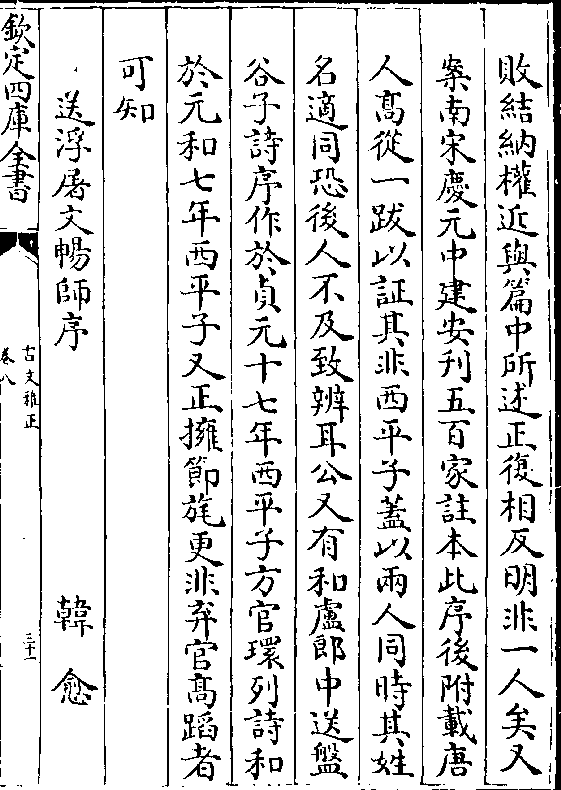 敗結納權近與篇中所述正復相反明非一人矣又
案南宋慶元中建安刋五百家註本此序後附載唐
人髙從一跋以証其非西平子蓋以兩人同時其姓
名適同恐後人不及致辨耳公又有和盧郎中送盤
谷子詩序作於貞元十七年西平子方官環列詩和
於元和七年西平子又正擁節旄更非弃官髙蹈者
可知
送浮屠文暢師序 韓愈
欽定四庫全書
古文雅正
卷八
三十一